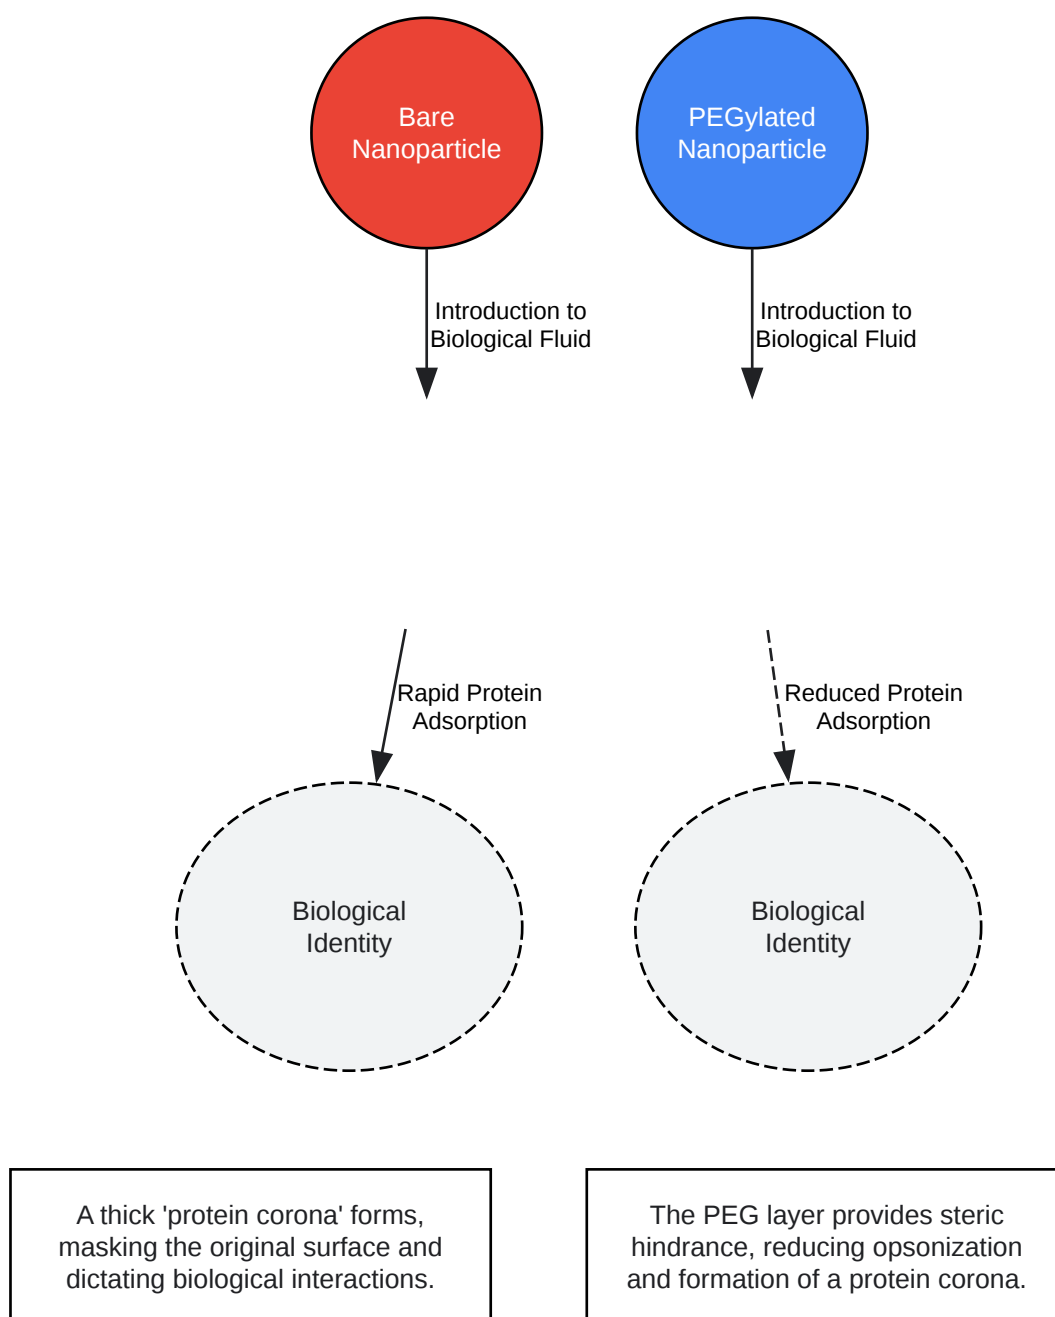 Bare
Nanoparticle
PEGylated
Nanoparticle
Introduction to
Biological Fluid
Introduction to
Biological Fluid
Rapid Protein
Adsorption
Reduced Protein
Adsorption
Biological
Identity
Biological
Identity
A thick 'protein corona' forms,
masking the original surface and
dictating biological interactions.
The PEG layer provides steric
hindrance, reducing opsonization
and formation of a protein corona.